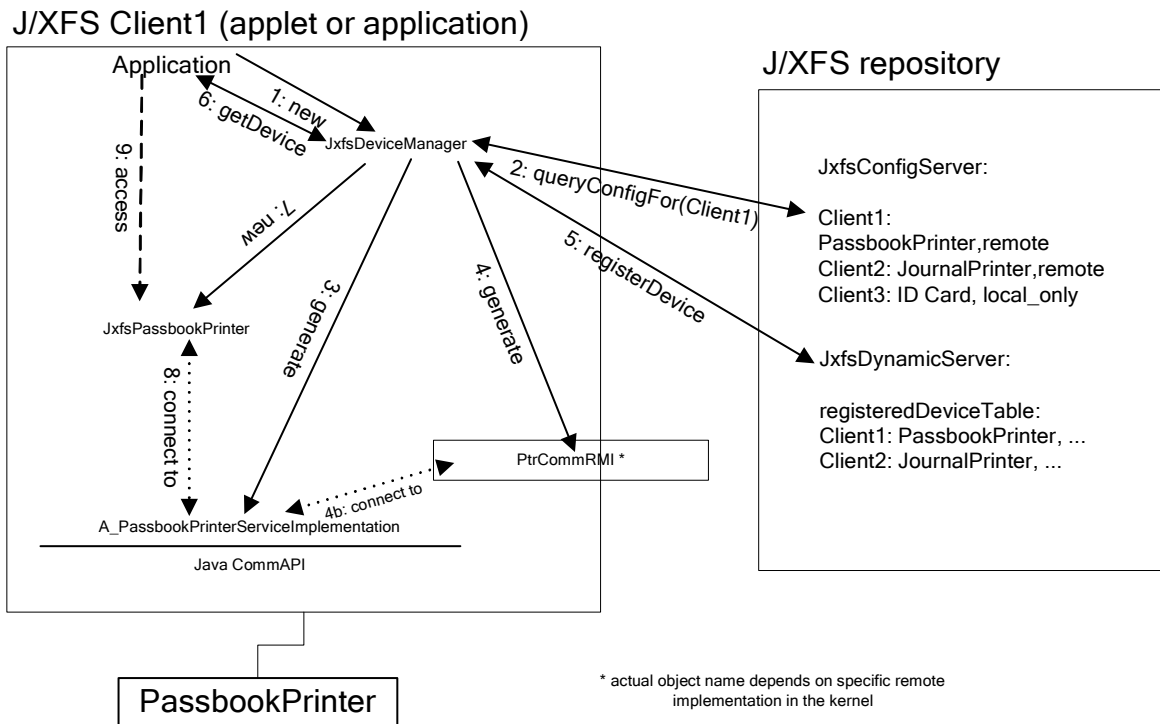 J/XFS Client1 (applet or application)
Application
1: new
6: getDevice
JxfsDeviceManager
9: access
7: new
3: generate
4: generate
2: queryConfigFor(Client1)
5: registerDevice
JxfsPassbookPrinter
8: connect to
PtrCommRMI *
4b: connect to
A_PassbookPrinterServiceImplementation
Java CommAPI
PassbookPrinter
J/XFS repository
JxfsConfigServer:
Client1:
PassbookPrinter,remote
Client2: JournalPrinter,remote
Client3: ID Card, local_only
JxfsDynamicServer:
registeredDeviceTable:
Client1: PassbookPrinter, ...
Client2: JournalPrinter, ...
* actual object name depends on specific remote
implementation in the kernel